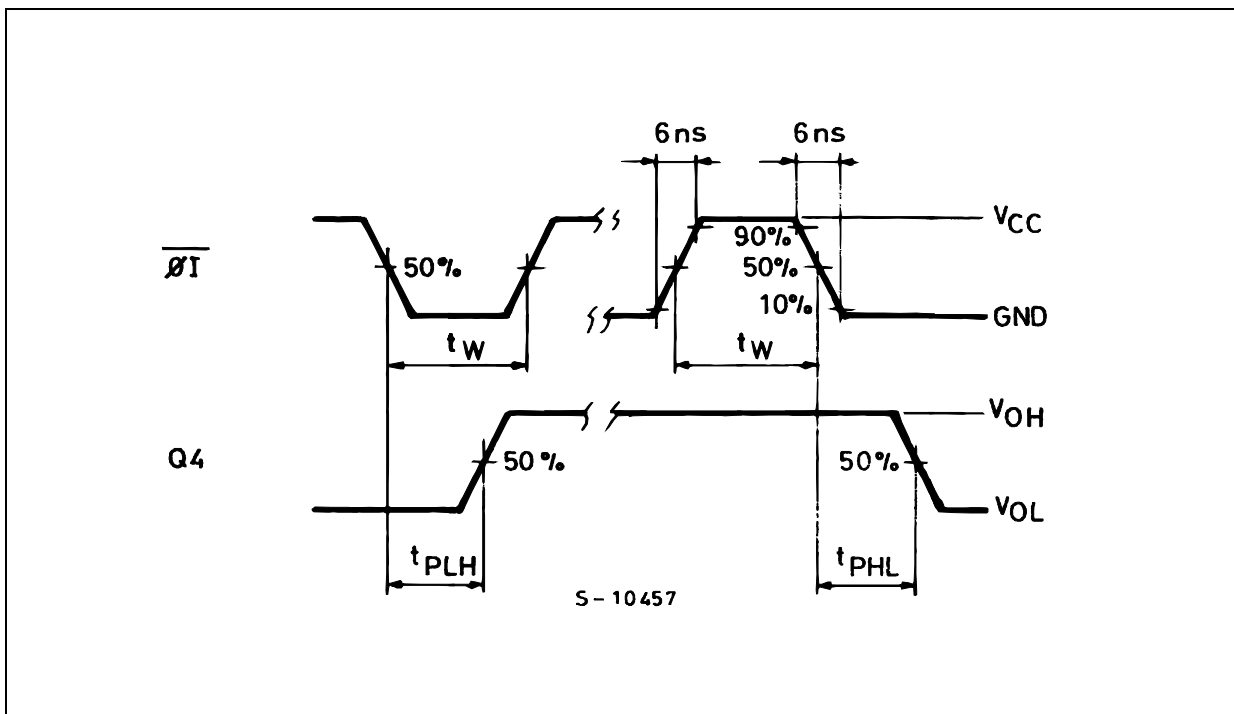 6ns 6ns
VCC
90%
ØI 50% 50%
10%
GND
tW tW
VOH
Q4 50% 50%
VOL
tPLH tPHL
S-10457